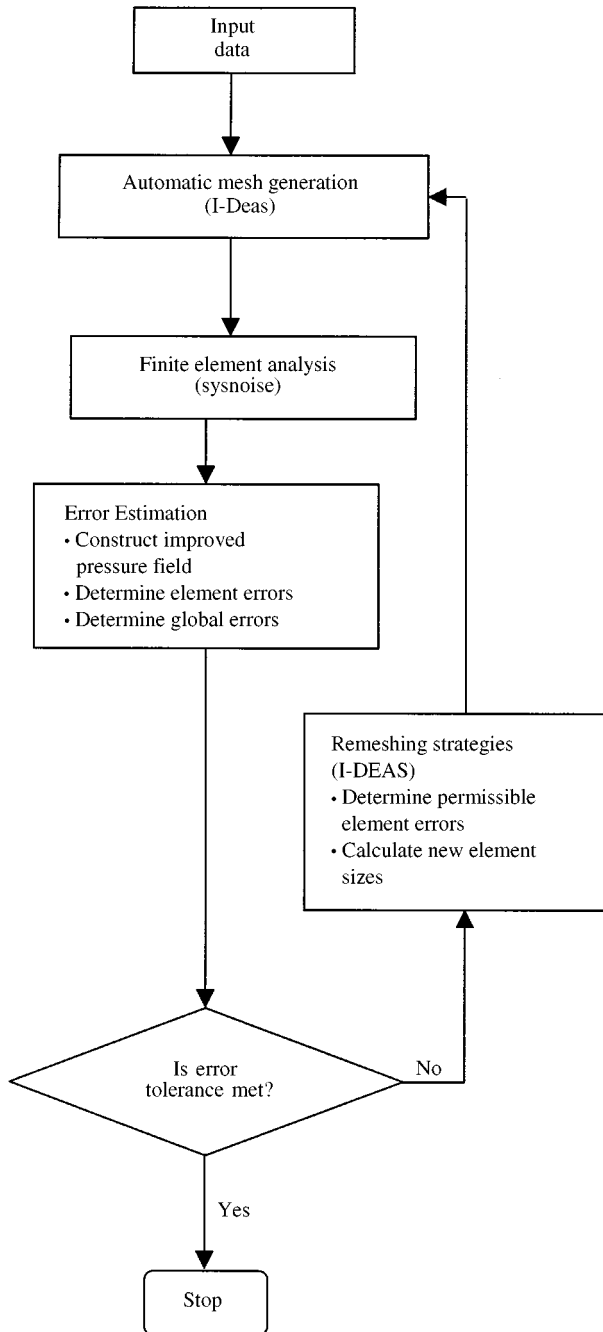 Input
data
Automatic mesh generation
(I-Deas)
Finite element analysis
(sysnoise)
Error Estimation
• Construct improved
pressure field
• Determine element errors
• Determine global errors
Remeshing strategies
(I-DEAS)
• Determine permissible
element errors
• Calculate new element
sizes
Is error
tolerance met?
No
Yes
Stop